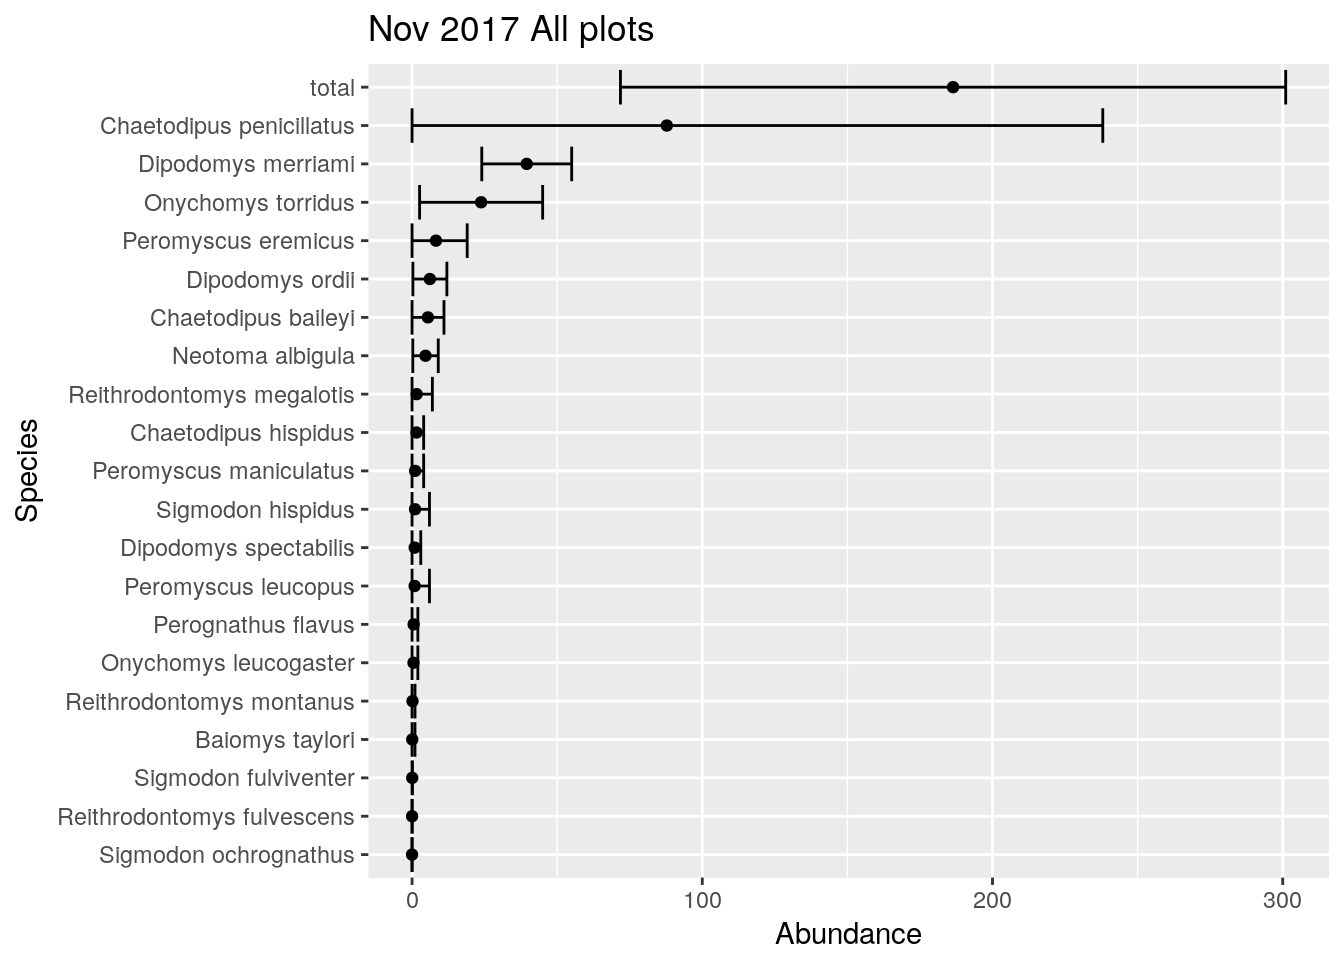 Nov 2017 All plots
total
Chaetodipus penicillatus
Dipodomys merriami
Onychomys torridus
Peromyscus eremicus
Dipodomys ordii
Chaetodipus baileyi
Neotoma albigula
Reithrodontomys megalotis
Chaetodipus hispidus
Peromyscus maniculatus
Sigmodon hispidus
Dipodomys spectabilis
Peromyscus leucopus
Perognathus flavus
Onychomys leucogaster
Reithrodontomys montanus
Baiomys taylori
Sigmodon fulviventer
Reithrodontomys fulvescens
Sigmodon ochrognathus
Species
0 100 200 300
Abundance